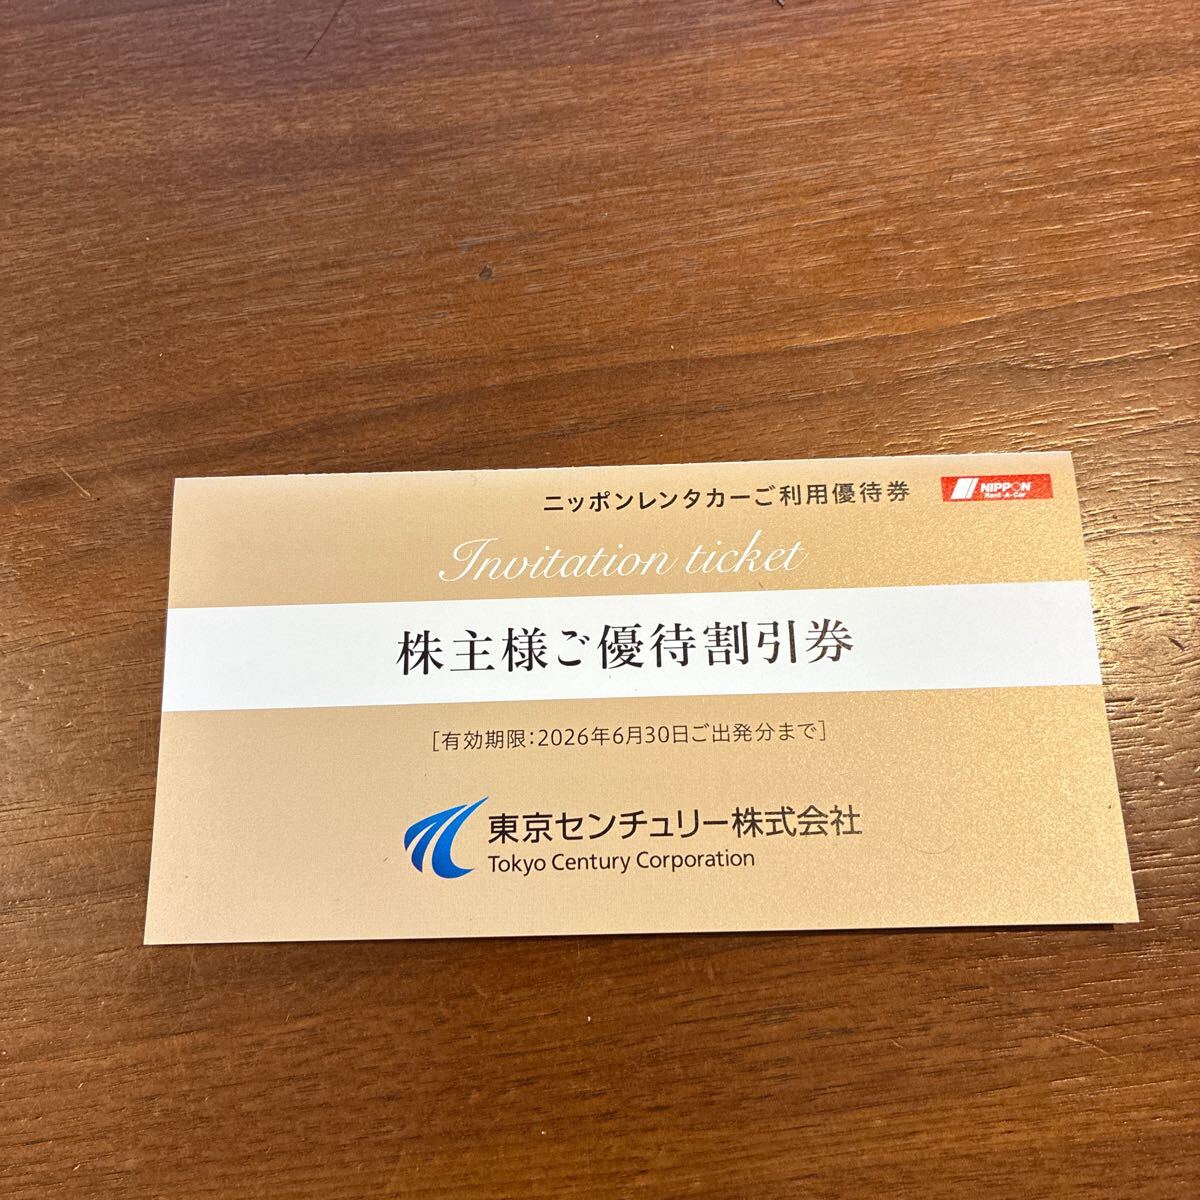 ニッポンレンタカーご利用優待券
NIPPON
Rent-A-Car
Invitation ticket
株主様ご優待割引券
[有効期限:2026年6月30日ご出発分まで]
東京センチュリー株式会社
Tokyo Century Corporation